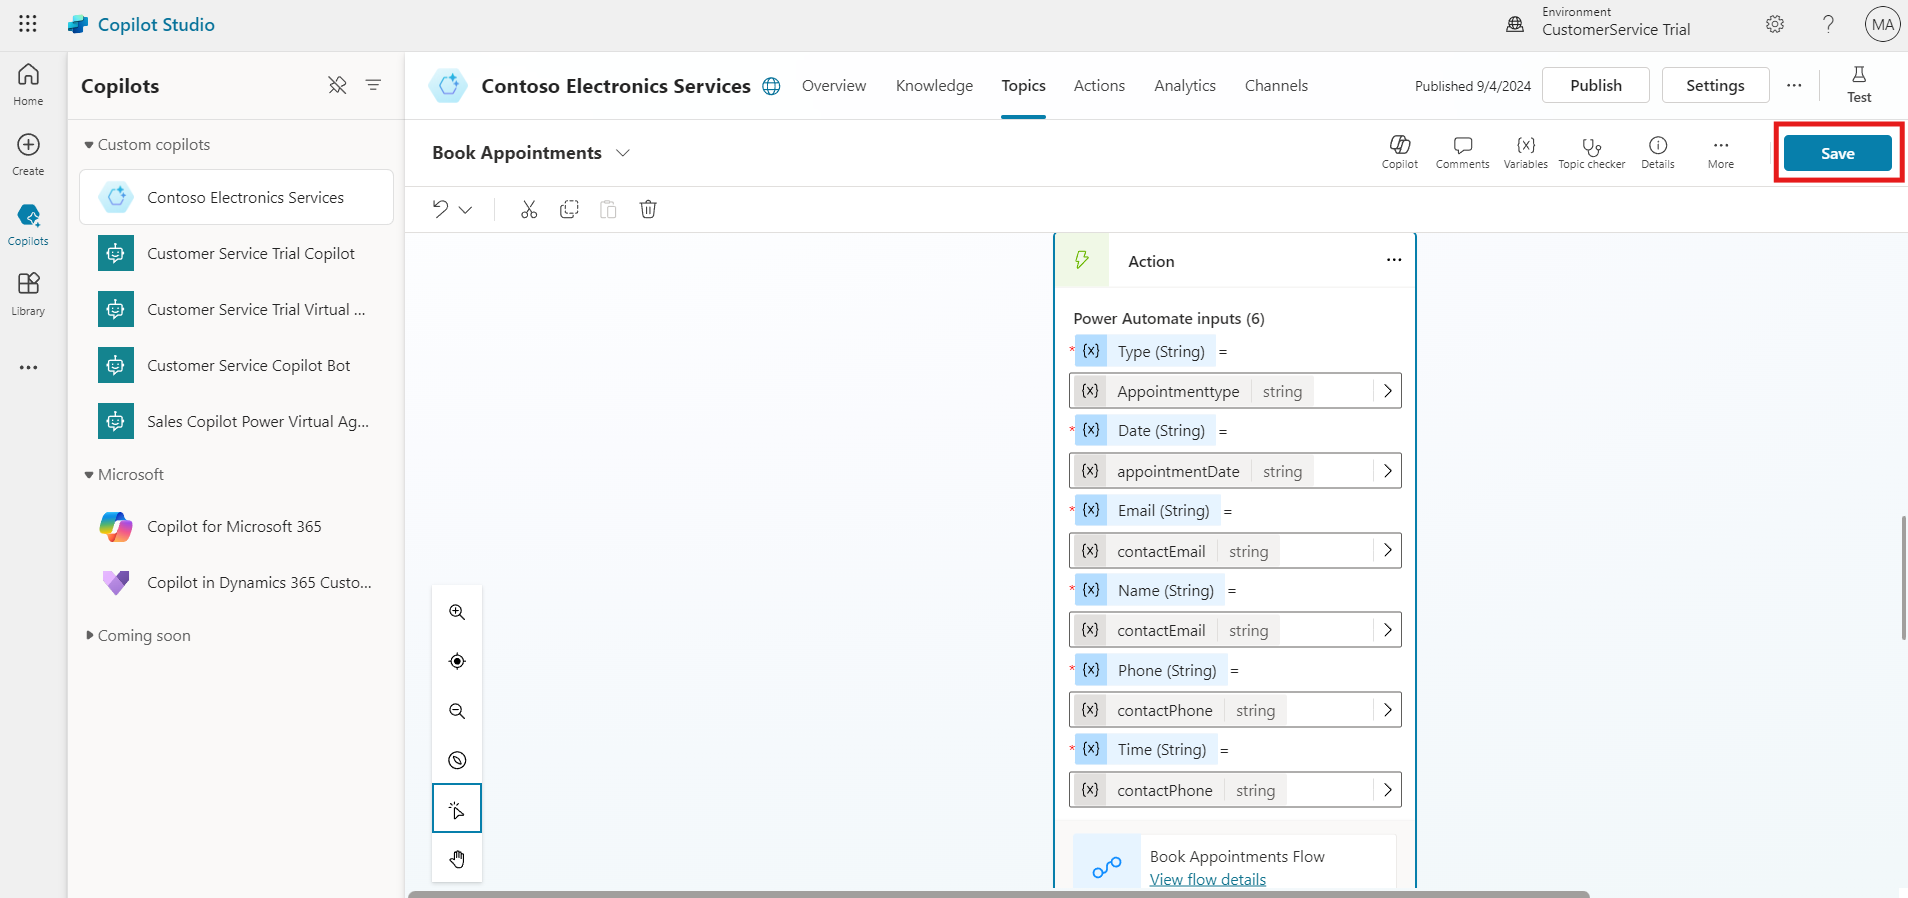 Copilot Studio
Environment
CustomerService Trial
?
MA
Home
Create
Copilots
Library
Copilots
Custom copilots
Contoso Electronics Services
Customer Service Trial Copilot
Customer Service Trial Virtual ...
Customer Service Copilot Bot
Sales Copilot Power Virtual Ag...
Microsoft
Copilot for Microsoft 365
Copilot in Dynamics 365 Custo...
Coming soon
Contoso Electronics Services
Overview
Knowledge
Topics
Actions
Analytics
Channels
Published 9/4/2024
Publish
Settings
Test
Book Appointments
Copilot
Comments
{x}
Variables
Topic checker
Details
More
Save
Action
Power Automate inputs (6)
* {x} Type (String) =
{x} Appointmenttype string
* {x} Date (String) =
{x} appointmentDate string
* {x} Email (String) =
{x} contactEmail string
* {x} Name (String) =
{x} contactEmail string
* {x} Phone (String) =
{x} contactPhone string
* {x} Time (String) =
{x} contactPhone string
Book Appointments Flow
View flow details